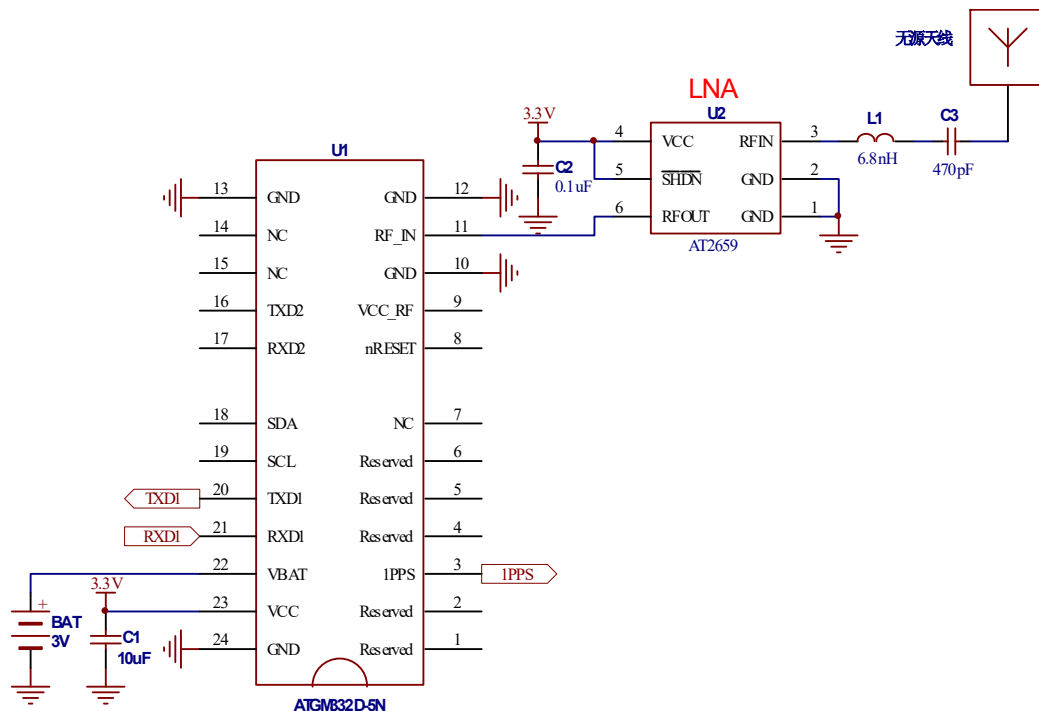 无源天线
LNA
U2
3.3V
4 VCC RFIN 3
5 SHDN GND 2
6 RFOUT GND 1
AT2659
C2
0.1uF
L1
6.8nH
C3
470pF
U1
13 GND GND 12
14 NC RF_IN 11
15 NC GND 10
16 TXD2 VCC_RF 9
17 RXD2 nRESET 8
18 SDA NC 7
19 SCL Reserved 6
TXD1 20 TXD1 Reserved 5
RXD1 21 RXD1 Reserved 4
22 VBAT 1PPS 3 1PPS
3.3V
23 VCC Reserved 2
24 GND Reserved 1
+
BAT
3V
C1
10uF
ATGM332D-5N